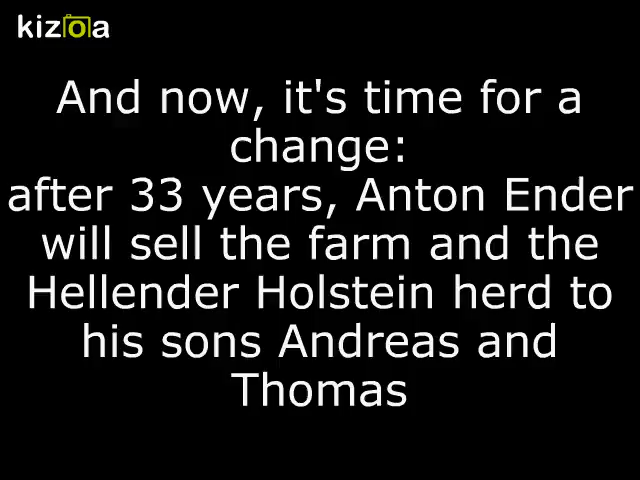 kizoa
And now, it's time for a
change:
after 33 years, Anton Ender
will sell the farm and the
Hellender Holstein herd to
his sons Andreas and
Thomas